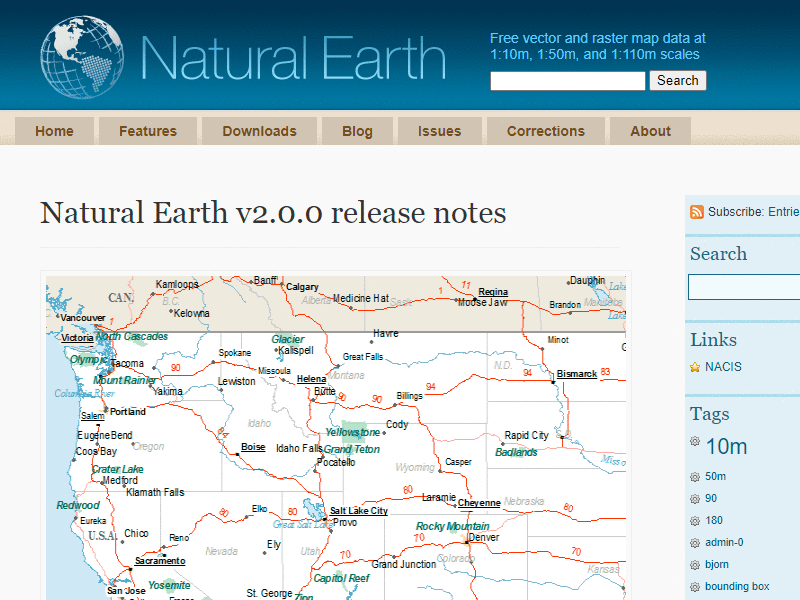 Natural Earth
Free vector and raster map data at
1:10m, 1:50m, and 1:110m scales
Search
Home
Features
Downloads
Blog
Issues
Corrections
About
Natural Earth v2.0.0 release notes
CAN.
Kamloops
Banff
Calgary
B.C.
Kelowna
Alberta
Medicine Hat
Sask.
1
11
Regina
Moose Jaw
Dauphin
Brandon
Manitoba
Lake
Lake
Vancouver
1
Victoria
North Cascades
Glacier
Kalispell
Havre
Minot
Olympic
Tacoma
90
Spokane
Missoula
Great Falls
Mount Rainier
Yakima
Lewiston
Helena
Montana
N.D.
94
Bismarck
83
Columbia River
Butte
90
90
Billings
94
Salem
Portland
Idaho
Eugene
Bend
Oregon
84
Boise
Yellowstone
Cody
Rapid City
S.D.
Coos Bay
Idaho Falls
Grand Teton
Badlands
Crater Lake
Pocatello
Wyoming
Casper
Medford
Klamath Falls
Redwood
Eureka
80
Elko
80
Salt Lake City
80
Laramie
Cheyenne
Nebraska
80
U.S.A.
Chico
Reno
Great Salt Lake
Provo
Rocky Mountain
Denver
Nevada
Ely
Utah
70
70
70
Sacramento
Grand Junction
Colorado
Kansas
San Jose
Yosemite
St. George
Zion
Capitol Reef
Subscribe: Entrie
Search
Links
NACIS
Tags
10m
50m
90
180
admin-0
bjorn
bounding box